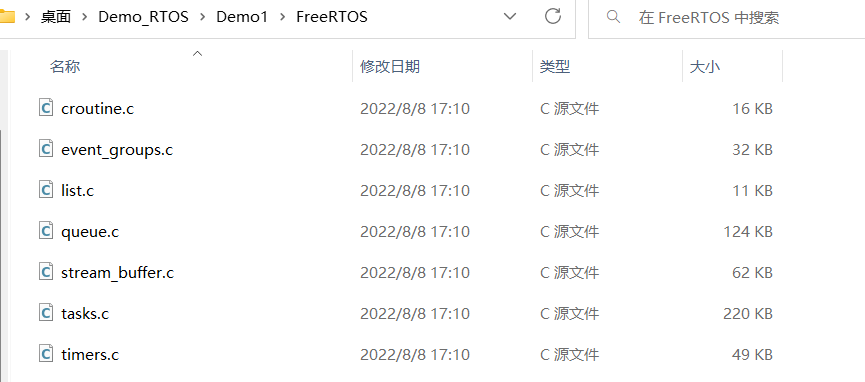 桌面 > Demo_RTOS > Demo1 > FreeRTOS 在 FreeRTOS 中搜索
名称 修改日期 类型 大小
croutine.c 2022/8/8 17:10 C 源文件 16 KB
event_groups.c 2022/8/8 17:10 C 源文件 32 KB
list.c 2022/8/8 17:10 C 源文件 11 KB
queue.c 2022/8/8 17:10 C 源文件 124 KB
stream_buffer.c 2022/8/8 17:10 C 源文件 62 KB
tasks.c 2022/8/8 17:10 C 源文件 220 KB
timers.c 2022/8/8 17:10 C 源文件 49 KB